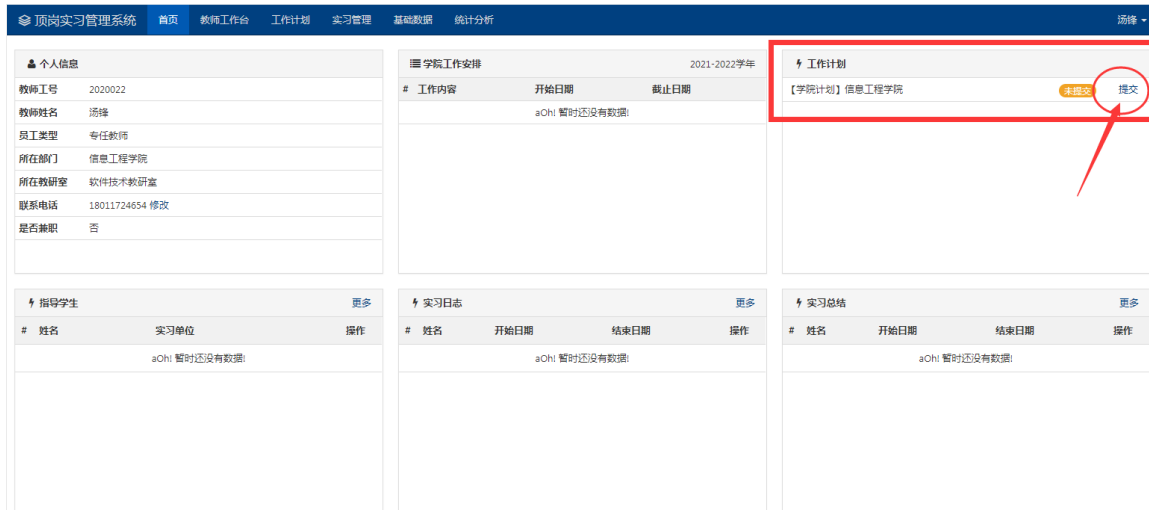 顶岗实习管理系统 首页 教师工作台 工作计划 实习管理 基础数据 统计分析 汤锋
个人信息
教师工号 2020022
教师姓名 汤锋
员工类型 专任教师
所在部门 信息工程学院
所在教研室 软件技术教研室
联系电话 18011724654 修改
是否兼职 否
学院工作安排 2021-2022学年
# 工作内容 开始日期 截止日期
aOh! 暂时还没有数据!
工作计划
【学院计划】信息工程学院 未提交 提交
指导学生 更多
# 姓名 实习单位 操作
aOh! 暂时还没有数据!
实习日志 更多
# 姓名 开始日期 结束日期 操作
aOh! 暂时还没有数据!
实习总结 更多
# 姓名 开始日期 结束日期 操作
aOh! 暂时还没有数据!